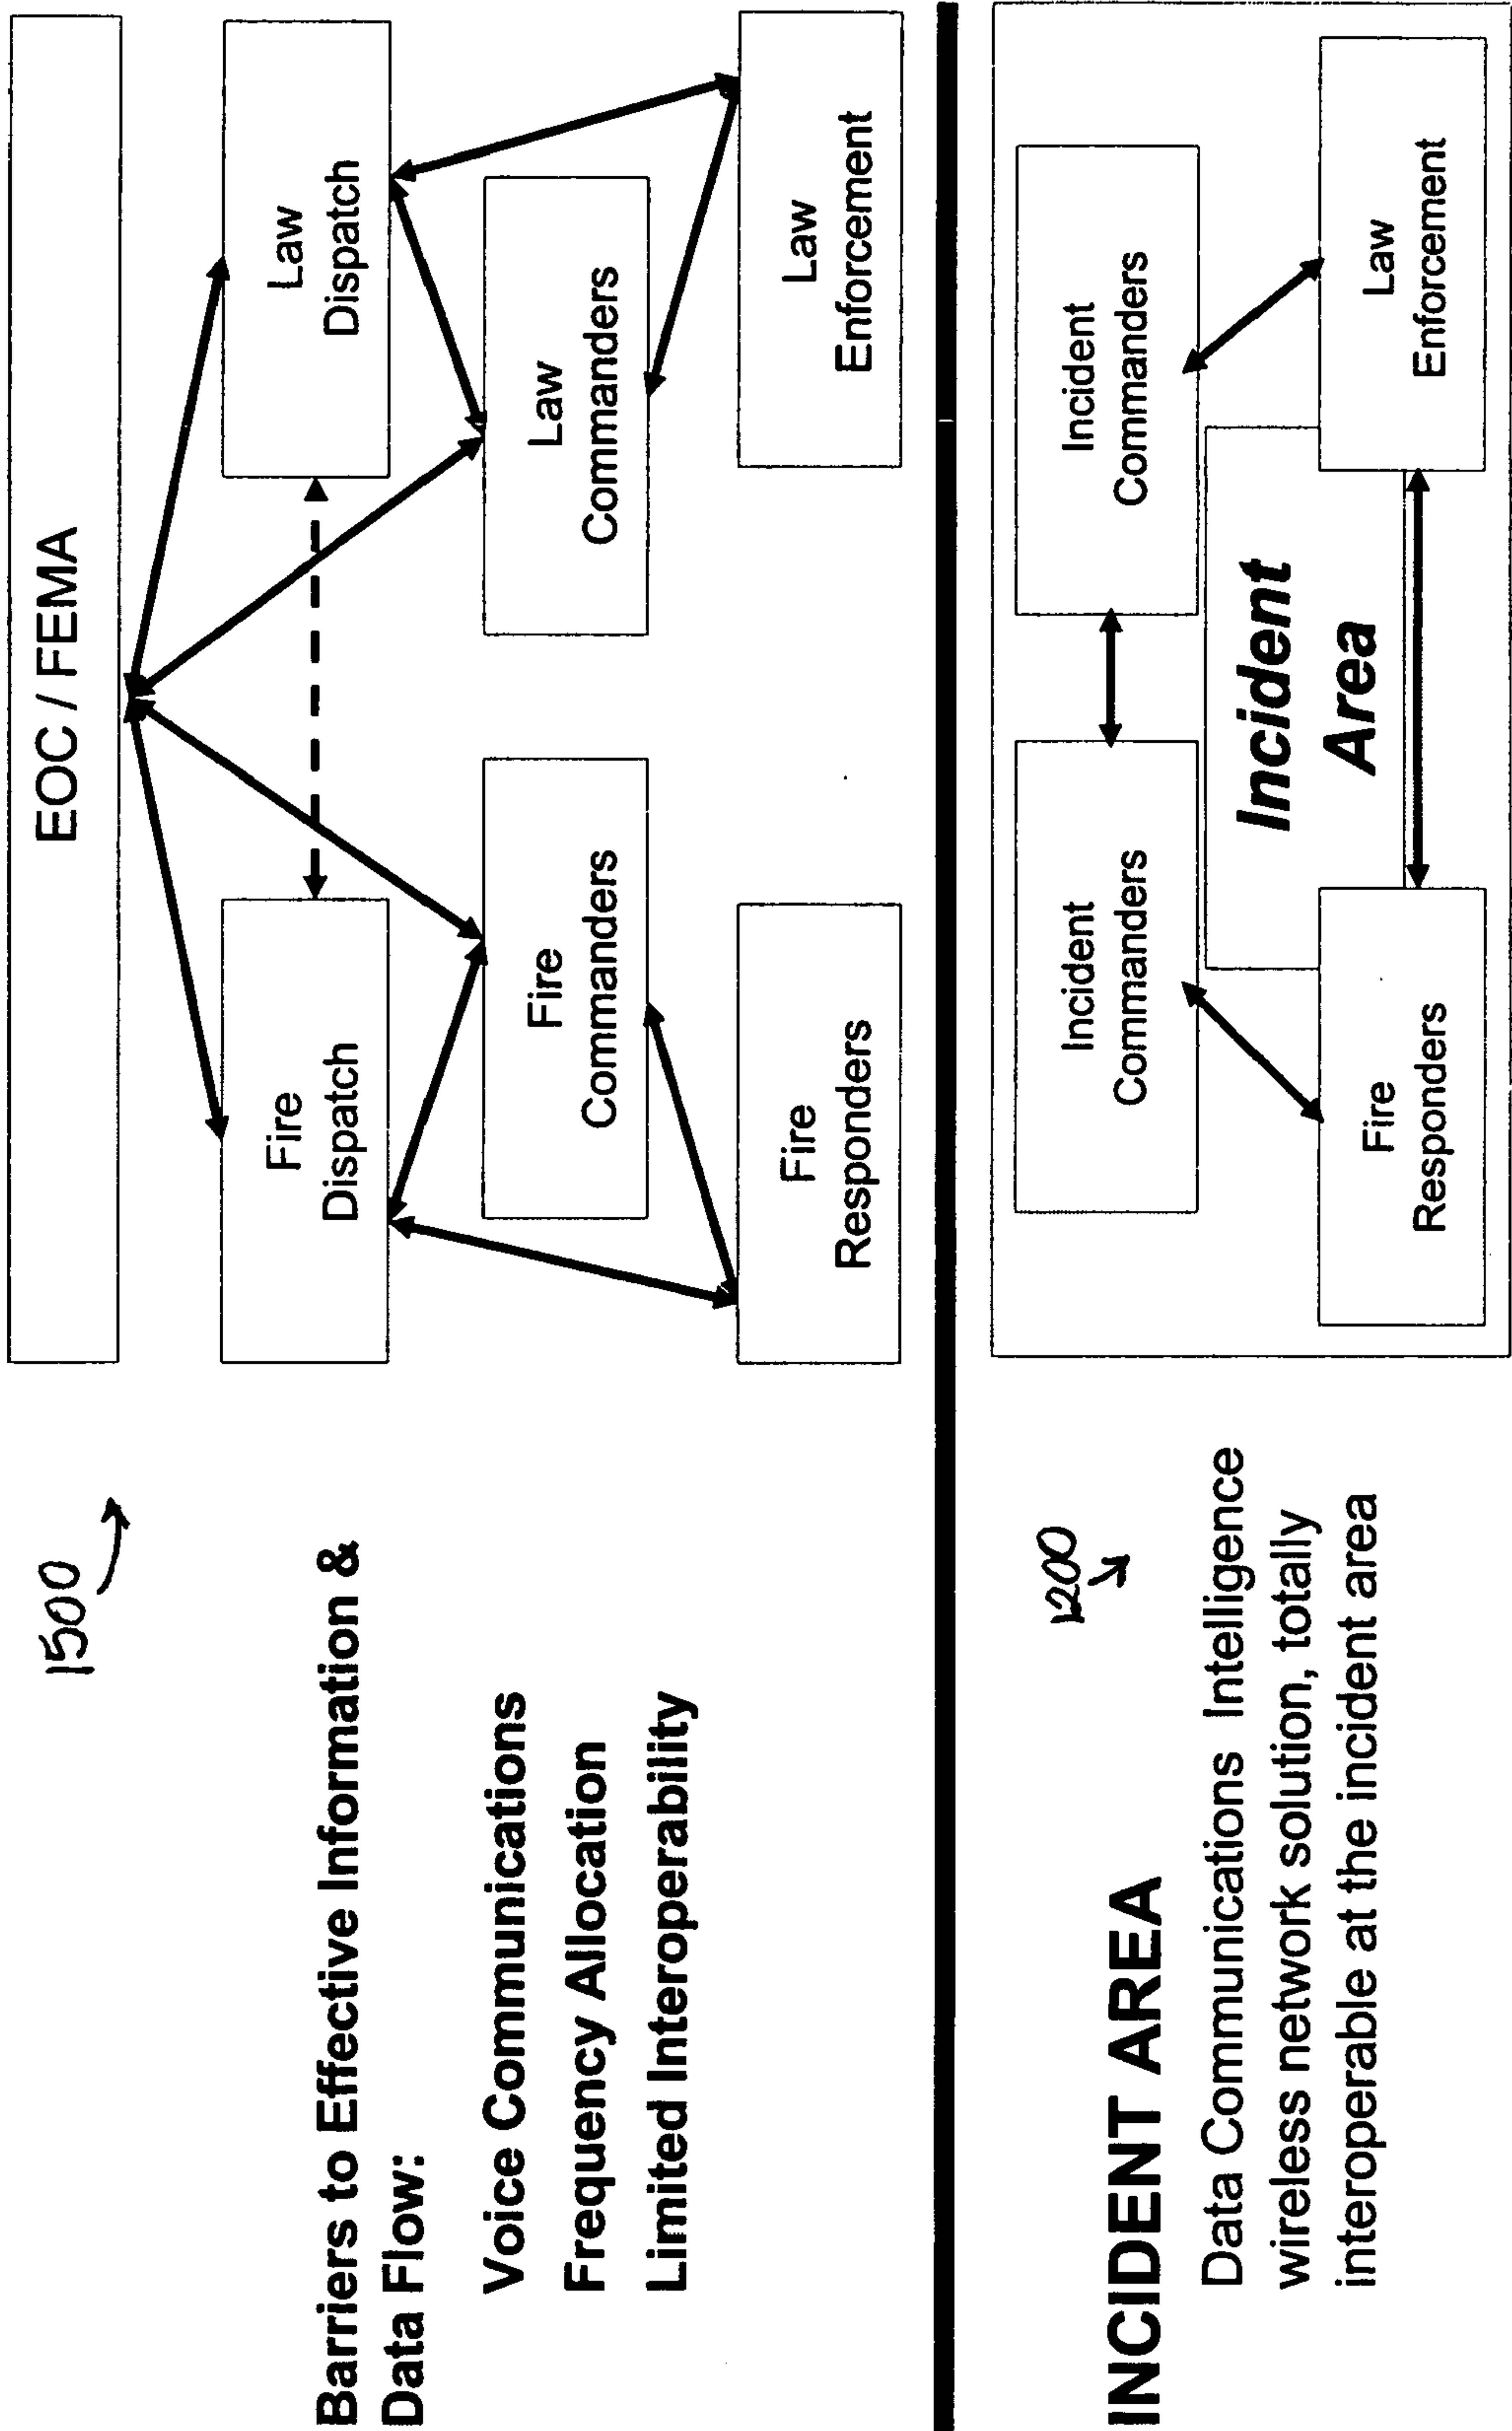 1500
EOC / FEMA
Barriers to Effective Information &
Data Flow:
Voice Communications
Frequency Allocation
Limited Interoperability
Fire
Dispatch
Law
Dispatch
Fire
Commanders
Law
Commanders
Fire
Responders
Law
Enforcement
1200
INCIDENT AREA
Data Communications Intelligence
wireless network solution, totally
interoperable at the incident area
Incident
Commanders
Incident
Commanders
Incident
Area
Fire
Responders
Law
Enforcement